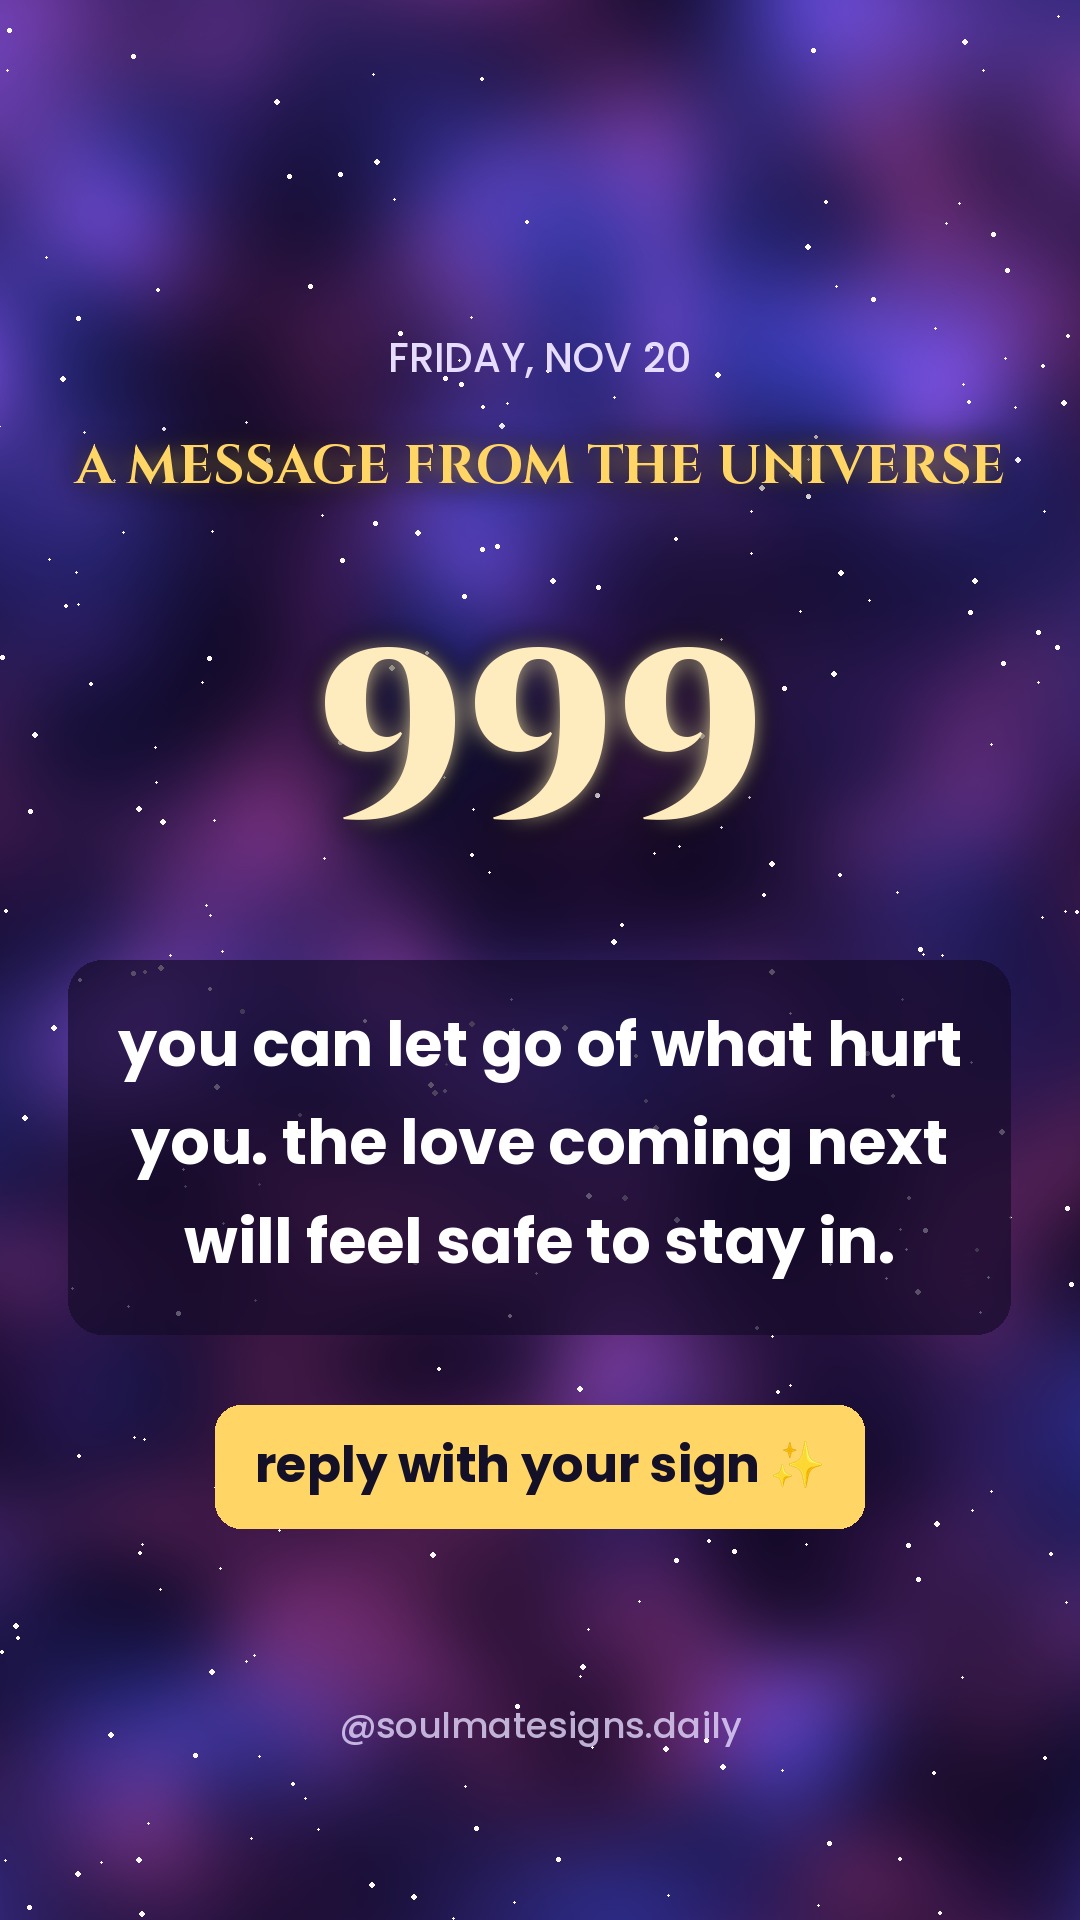 FRIDAY, NOV 20
A MESSAGE FROM THE UNIVERSE
999
you can let go of what hurt
you. the love coming next
will feel safe to stay in.
reply with your sign ✨
@soulmatesigns.daily